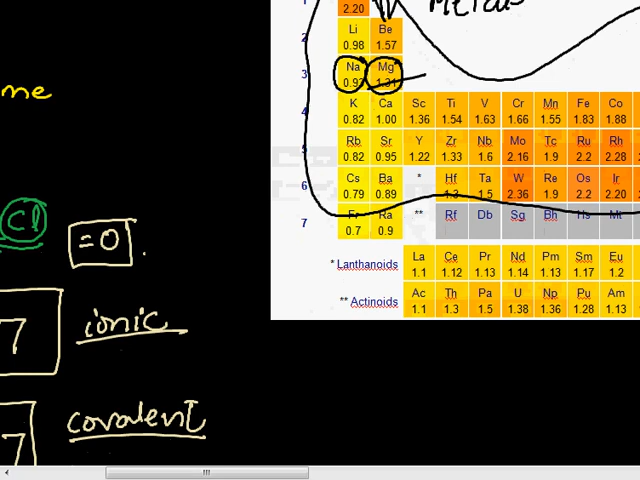 Metals
2.20
2 Li Be
0.98 1.57
me
3 Na Mg
0.93 1.31
4 K Ca Sc Ti V Cr Mn Fe Co
0.82 1.00 1.36 1.54 1.63 1.66 1.55 1.83 1.88
5 Rb Sr Y Zr Nb Mo Tc Ru Rh
0.82 0.95 1.22 1.33 1.6 2.16 1.9 2.2 2.28
6 Cs Ba * Hf Ta W Re Os Ir
0.79 0.89 1.3 1.5 2.36 1.9 2.2 2.20
7 Fr Ra ** Rf Db Sg Bh Hs Mt
0.7 0.9
Cl = 0 .
* Lanthanoids La Ce Pr Nd Pm Sm Eu
1.1 1.12 1.13 1.14 1.13 1.17 1.2
** Actinoids Ac Th Pa U Np Pu Am
1.1 1.3 1.5 1.38 1.36 1.28 1.13
7 ionic
7 covalent